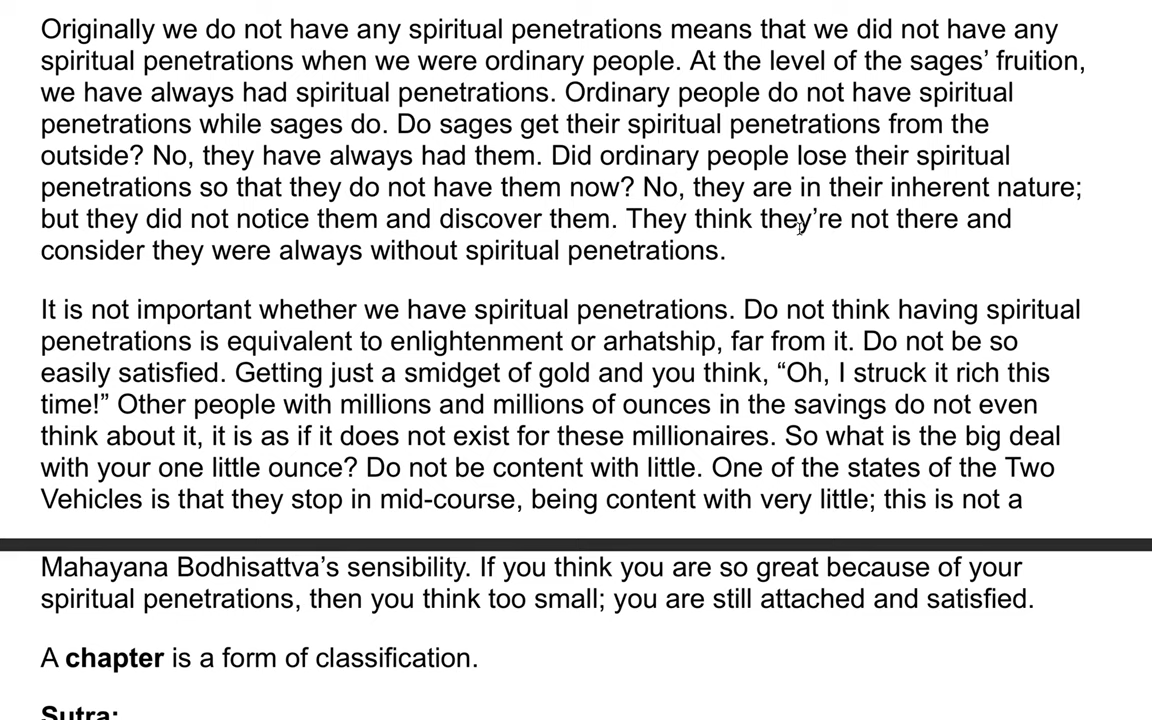 Originally we do not have any spiritual penetrations means that we did not have any
spiritual penetrations when we were ordinary people. At the level of the sages’ fruition,
we have always had spiritual penetrations. Ordinary people do not have spiritual
penetrations while sages do. Do sages get their spiritual penetrations from the
outside? No, they have always had them. Did ordinary people lose their spiritual
penetrations so that they do not have them now? No, they are in their inherent nature;
but they did not notice them and discover them. They think they’re not there and
consider they were always without spiritual penetrations.
It is not important whether we have spiritual penetrations. Do not think having spiritual
penetrations is equivalent to enlightenment or arhatship, far from it. Do not be so
easily satisfied. Getting just a smidget of gold and you think, “Oh, I struck it rich this
time!” Other people with millions and millions of ounces in the savings do not even
think about it, it is as if it does not exist for these millionaires. So what is the big deal
with your one little ounce? Do not be content with little. One of the states of the Two
Vehicles is that they stop in mid-course, being content with very little; this is not a
Mahayana Bodhisattva’s sensibility. If you think you are so great because of your
spiritual penetrations, then you think too small; you are still attached and satisfied.
A chapter is a form of classification.
Sutra: